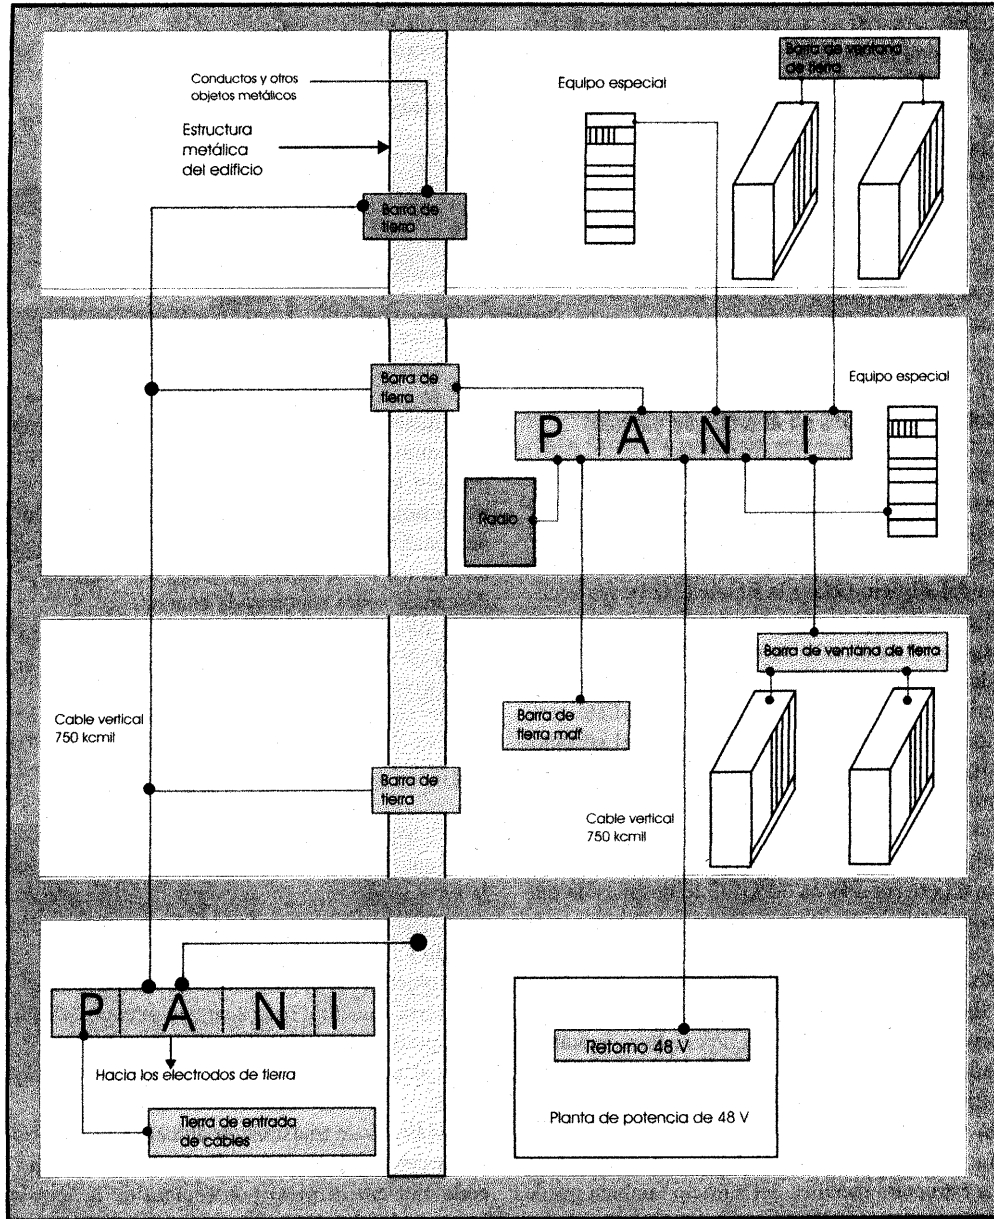 Conductos y otros
objetos metálicos
Estructura
metálica
del edificio
Barra de
tierra
Equipo especial
Barra de ventana
de tierra
Barra de
tierra
Equipo especial
P A N I
Radio
Barra de ventana de tierra
Cable vertical
750 kcmil
Barra de
tierra mdf
Barra de
tierra
Cable vertical
750 kcmil
P A N I
Hacia los electrodos de tierra
Tierra de entrada
de cables
Retorno 48 V
Planta de potencia de 48 V